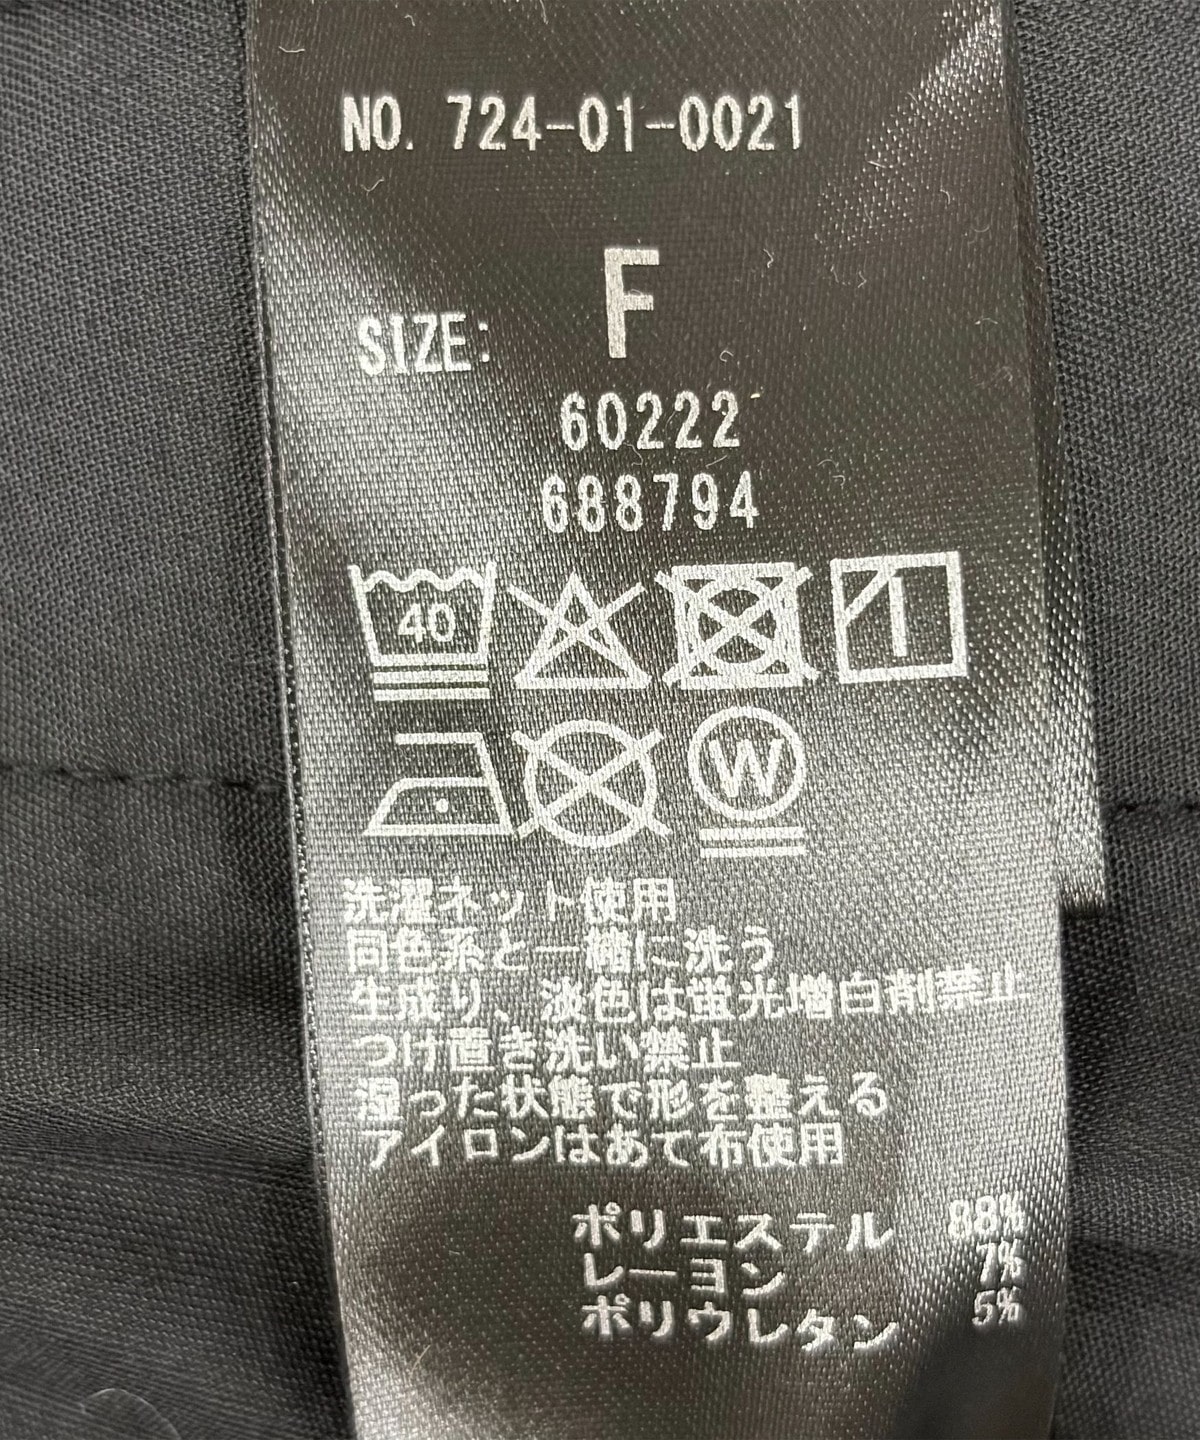 NO. 724-01-0021
SIZE: F
60222
688794
40
W
洗濯ネット使用
同色系と一緒に洗う
生成り、淡色は蛍光増白剤禁止
つけ置き洗い禁止
湿った状態で形を整える
アイロンはあて布使用
ポリエステル 88%
レーヨン 7%
ポリウレタン 5%